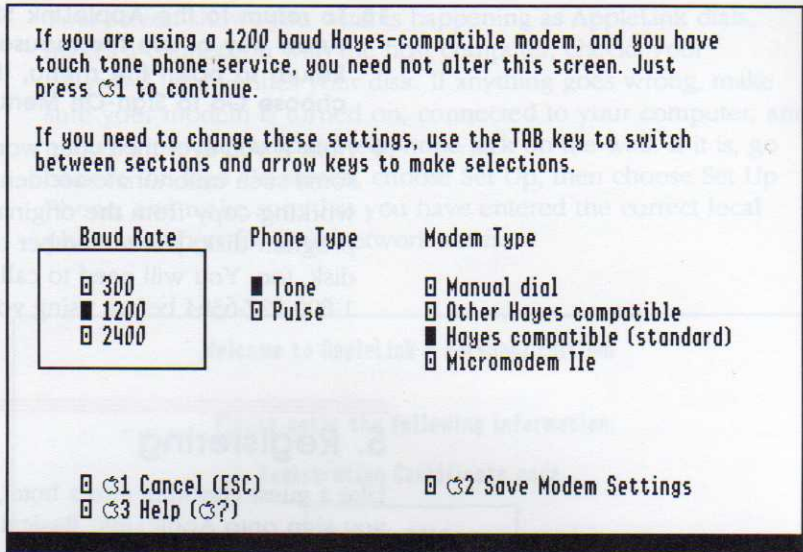 If you are using a 1200 baud Hayes-compatible modem, and you have
touch tone phone service, you need not alter this screen. Just
press 1 to continue.
If you need to change these settings, use the TAB key to switch
between sections and arrow keys to make selections.
Baud Rate
300
1200
2400
Phone Type
Tone
Pulse
Modem Type
Manual dial
Other Hayes compatible
Hayes compatible (standard)
Micromodem IIe
1 Cancel (ESC)
2 Save Modem Settings
3 Help (?)
5. Registering